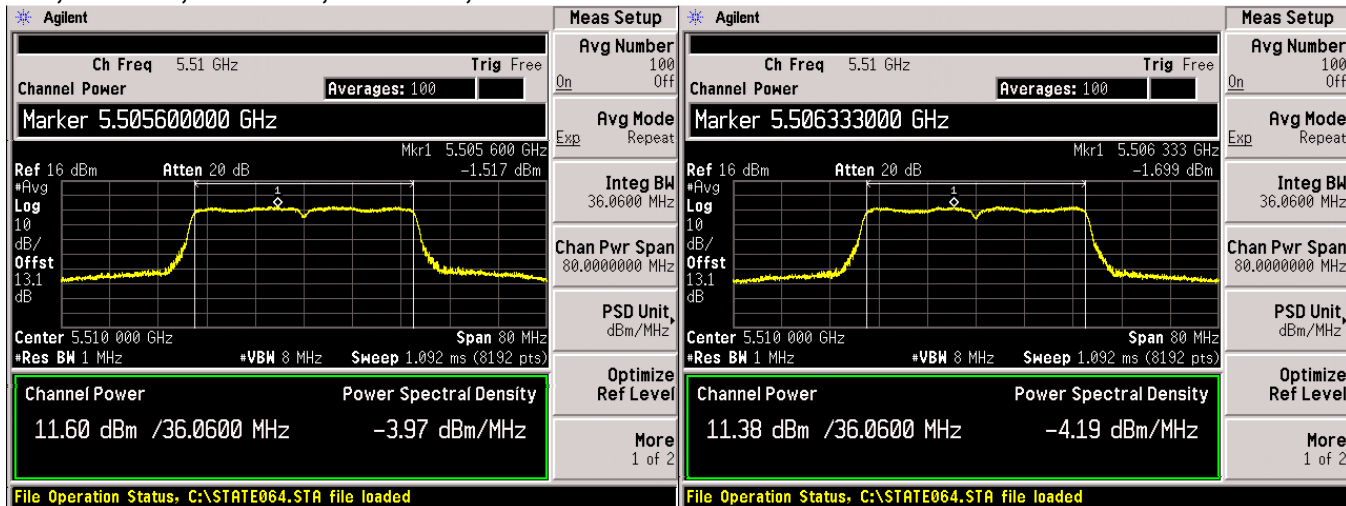 Agilent
Meas Setup
Ch Freq 5.51 GHz Trig Free
Channel Power Averages: 100
Marker 5.505600000 GHz
Mkr1 5.505 600 GHz
Ref 16 dBm Atten 20 dB -1.517 dBm
#Avg
Log
10
dB/
Offst
13.1
dB
1
Center 5.510 000 GHz Span 80 MHz
#Res BW 1 MHz #VBW 8 MHz Sweep 1.092 ms (8192 pts)
Channel Power Power Spectral Density
11.60 dBm /36.0600 MHz -3.97 dBm/MHz
File Operation Status, C:\STATE064.STA file loaded
Avg Number
100
On Off
Avg Mode
Exp Repeat
Integ BW
36.0600 MHz
Chan Pwr Span
80.0000000 MHz
PSD Unit
dBm/MHz
Optimize
Ref Level
More
1 of 2
Agilent
Meas Setup
Ch Freq 5.51 GHz Trig Free
Channel Power Averages: 100
Marker 5.506333000 GHz
Mkr1 5.506 333 GHz
Ref 16 dBm Atten 20 dB -1.699 dBm
#Avg
Log
10
dB/
Offst
13.1
dB
1
Center 5.510 000 GHz Span 80 MHz
#Res BW 1 MHz #VBW 8 MHz Sweep 1.092 ms (8192 pts)
Channel Power Power Spectral Density
11.38 dBm /36.0600 MHz -4.19 dBm/MHz
File Operation Status, C:\STATE064.STA file loaded
Avg Number
100
On Off
Avg Mode
Exp Repeat
Integ BW
36.0600 MHz
Chan Pwr Span
80.0000000 MHz
PSD Unit
dBm/MHz
Optimize
Ref Level
More
1 of 2